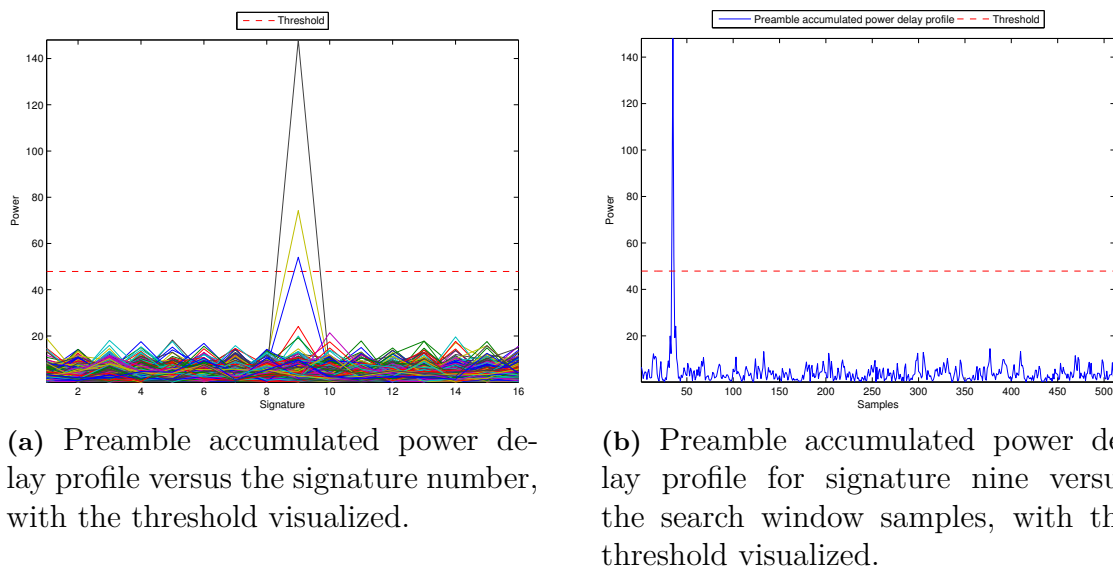 Threshold
140
120
100
80
60
40
20
Power
2 4 6 8 10 12 14 16
Signature
Preamble accumulated power delay profile Threshold
140
120
100
80
60
40
20
Power
50 100 150 200 250 300 350 400 450 500
Samples
(a) Preamble accumulated power de-
lay profile versus the signature number,
with the threshold visualized.
(b) Preamble accumulated power de
lay profile for signature nine versu
the search window samples, with th
threshold visualized.